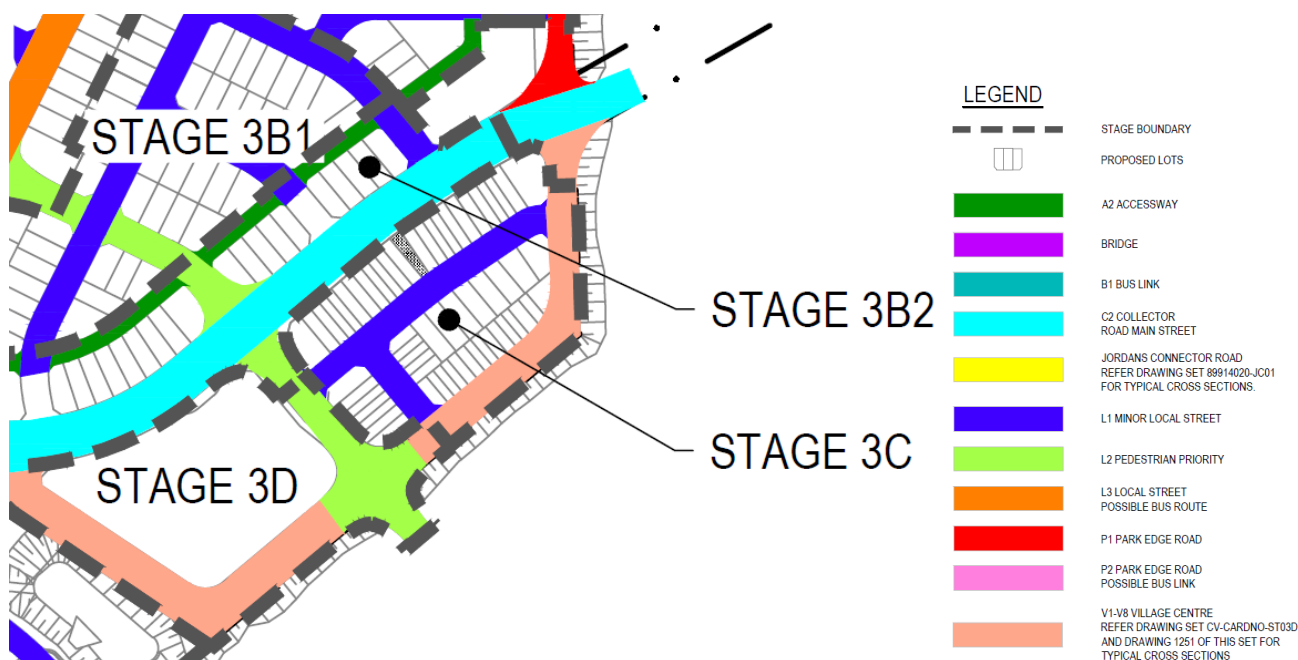 STAGE 3B1
STAGE 3B2
STAGE 3C
STAGE 3D
LEGEND
STAGE BOUNDARY
PROPOSED LOTS
A2 ACCESSWAY
BRIDGE
B1 BUS LINK
C2 COLLECTOR
ROAD MAIN STREET
JORDANS CONNECTOR ROAD
REFER DRAWING SET 89914020-JC01
FOR TYPICAL CROSS SECTIONS.
L1 MINOR LOCAL STREET
L2 PEDESTRIAN PRIORITY
L3 LOCAL STREET
POSSIBLE BUS ROUTE
P1 PARK EDGE ROAD
P2 PARK EDGE ROAD
POSSIBLE BUS LINK
V1-V8 VILLAGE CENTRE
REFER DRAWING SET CV-CARDNO-ST03D
AND DRAWING 1251 OF THIS SET FOR
TYPICAL CROSS SECTIONS